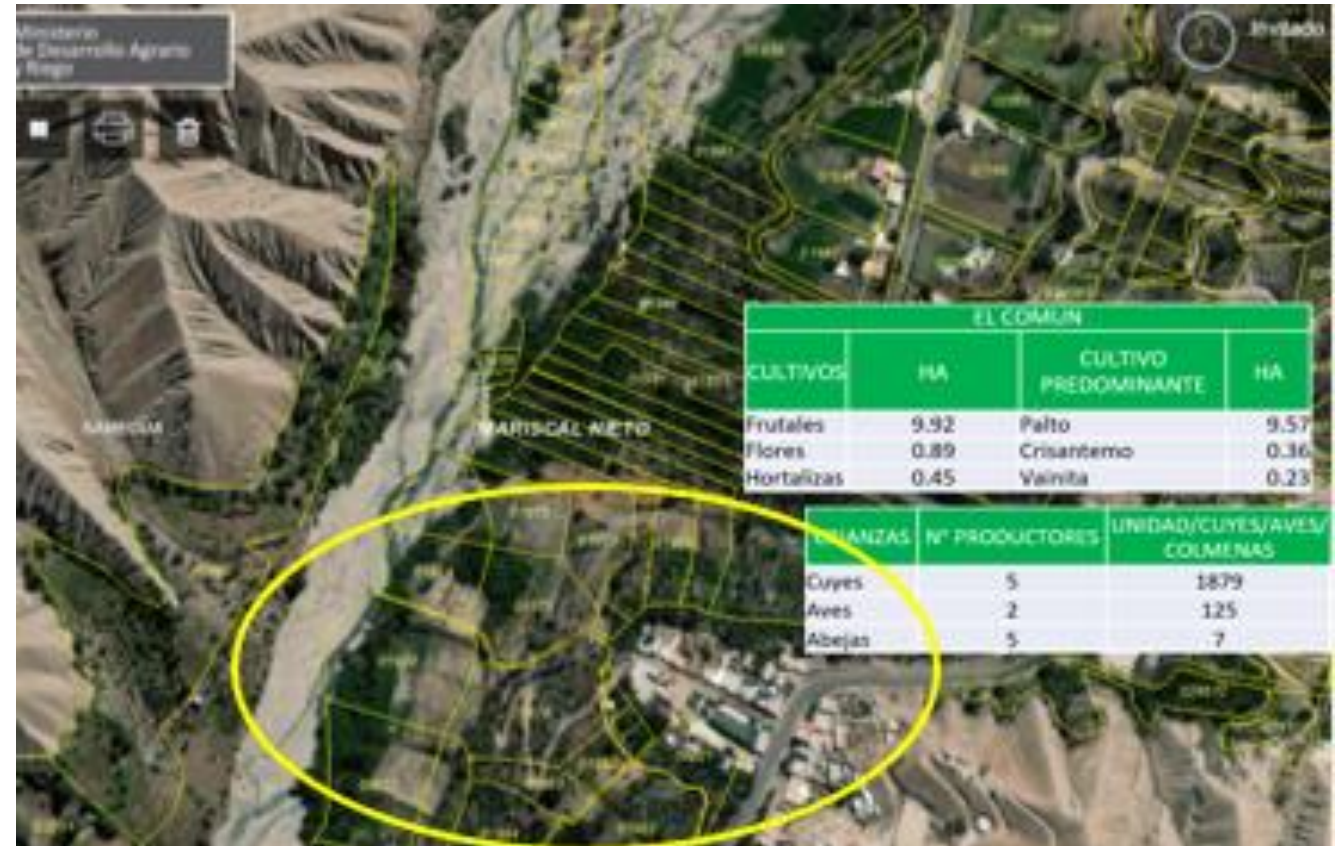 Ministerio
de Desarrollo Agrario
y Riego
Invitado
EL COMUN
CULTIVOS HA CULTIVO PREDOMINANTE HA
Frutales 9.92 Palto 9.57
Flores 0.89 Crisantemo 0.36
Hortalizas 0.45 Vainita 0.23
SAMEGUA
MARISCAL NIETO
CRIANZAS N° PRODUCTORES UNIDAD/CUYES/AVES/COLMENAS
Cuyes 5 1879
Aves 2 125
Abejas 5 7